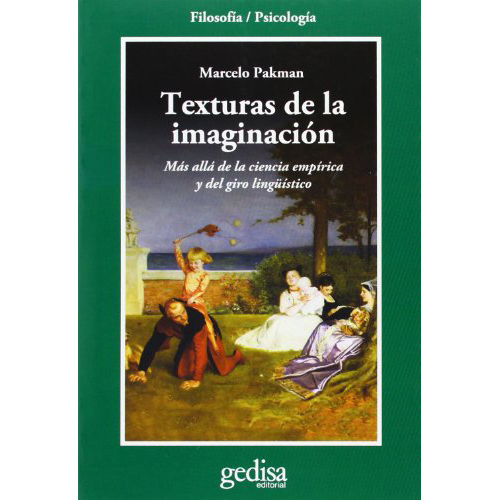 Filosofía / Psicología
Marcelo Pakman
Texturas de la
imaginación
Más allá de la ciencia empírica
y del giro lingüístico
gedisa
editorial